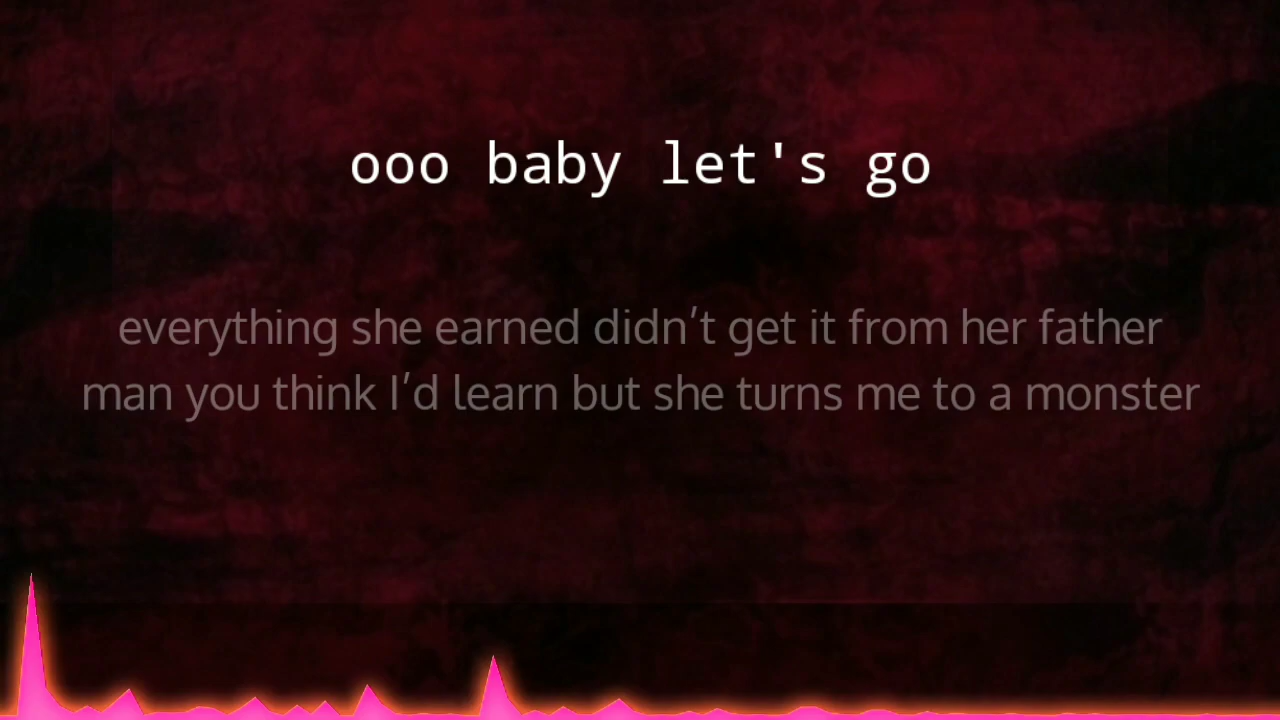 ooo baby let's go
everything she earned didn’t get it from her father
man you think I’d learn but she turns me to a monster